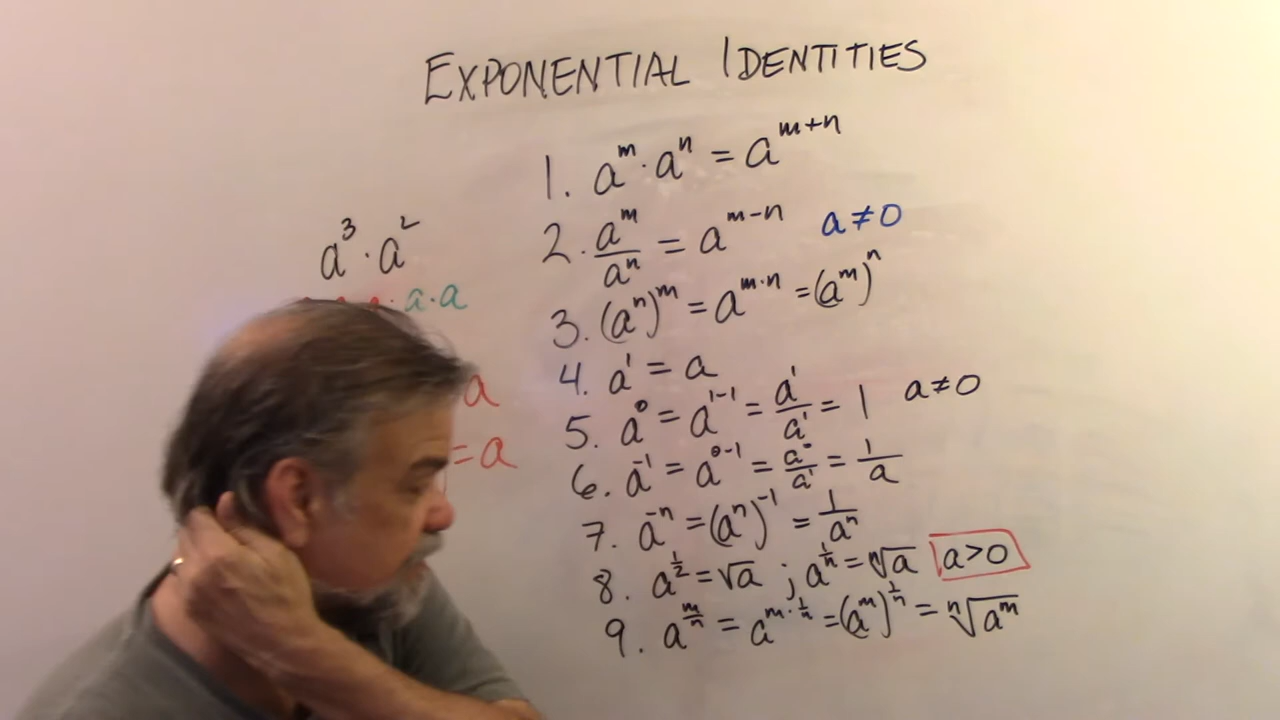 EXPONENTIAL IDENTITIES
1. a^m · a^n = a^(m+n)
2. a^m/a^n = a^(m-n) a ≠ 0
3. (a^n)^m = a^(m·n) = (a^m)^n
4. a^1 = a
5. a^0 = a^(1-1) = a^1/a^1 = 1 a ≠ 0
6. a^-1 = a^(0-1) = a^0/a^1 = 1/a
7. a^-n = (a^n)^-1 = 1/a^n
8. a^(1/2) = √a ; a^(1/n) = ⁿ√a a > 0
9. a^(m/n) = a^(m·1/n) = (a^m)^(1/n) = ⁿ√(a^m)
a^3 · a^2
· a · a
a
= a